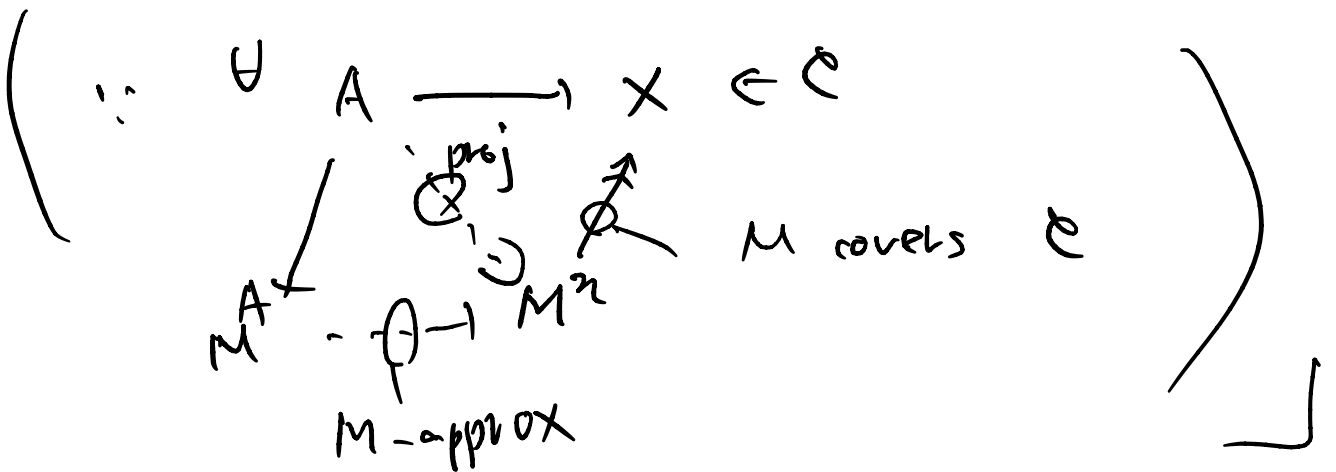 ( ∵ ∀ A → X ∈ C
proj
M covers C
M^A → M^n
M-approx )